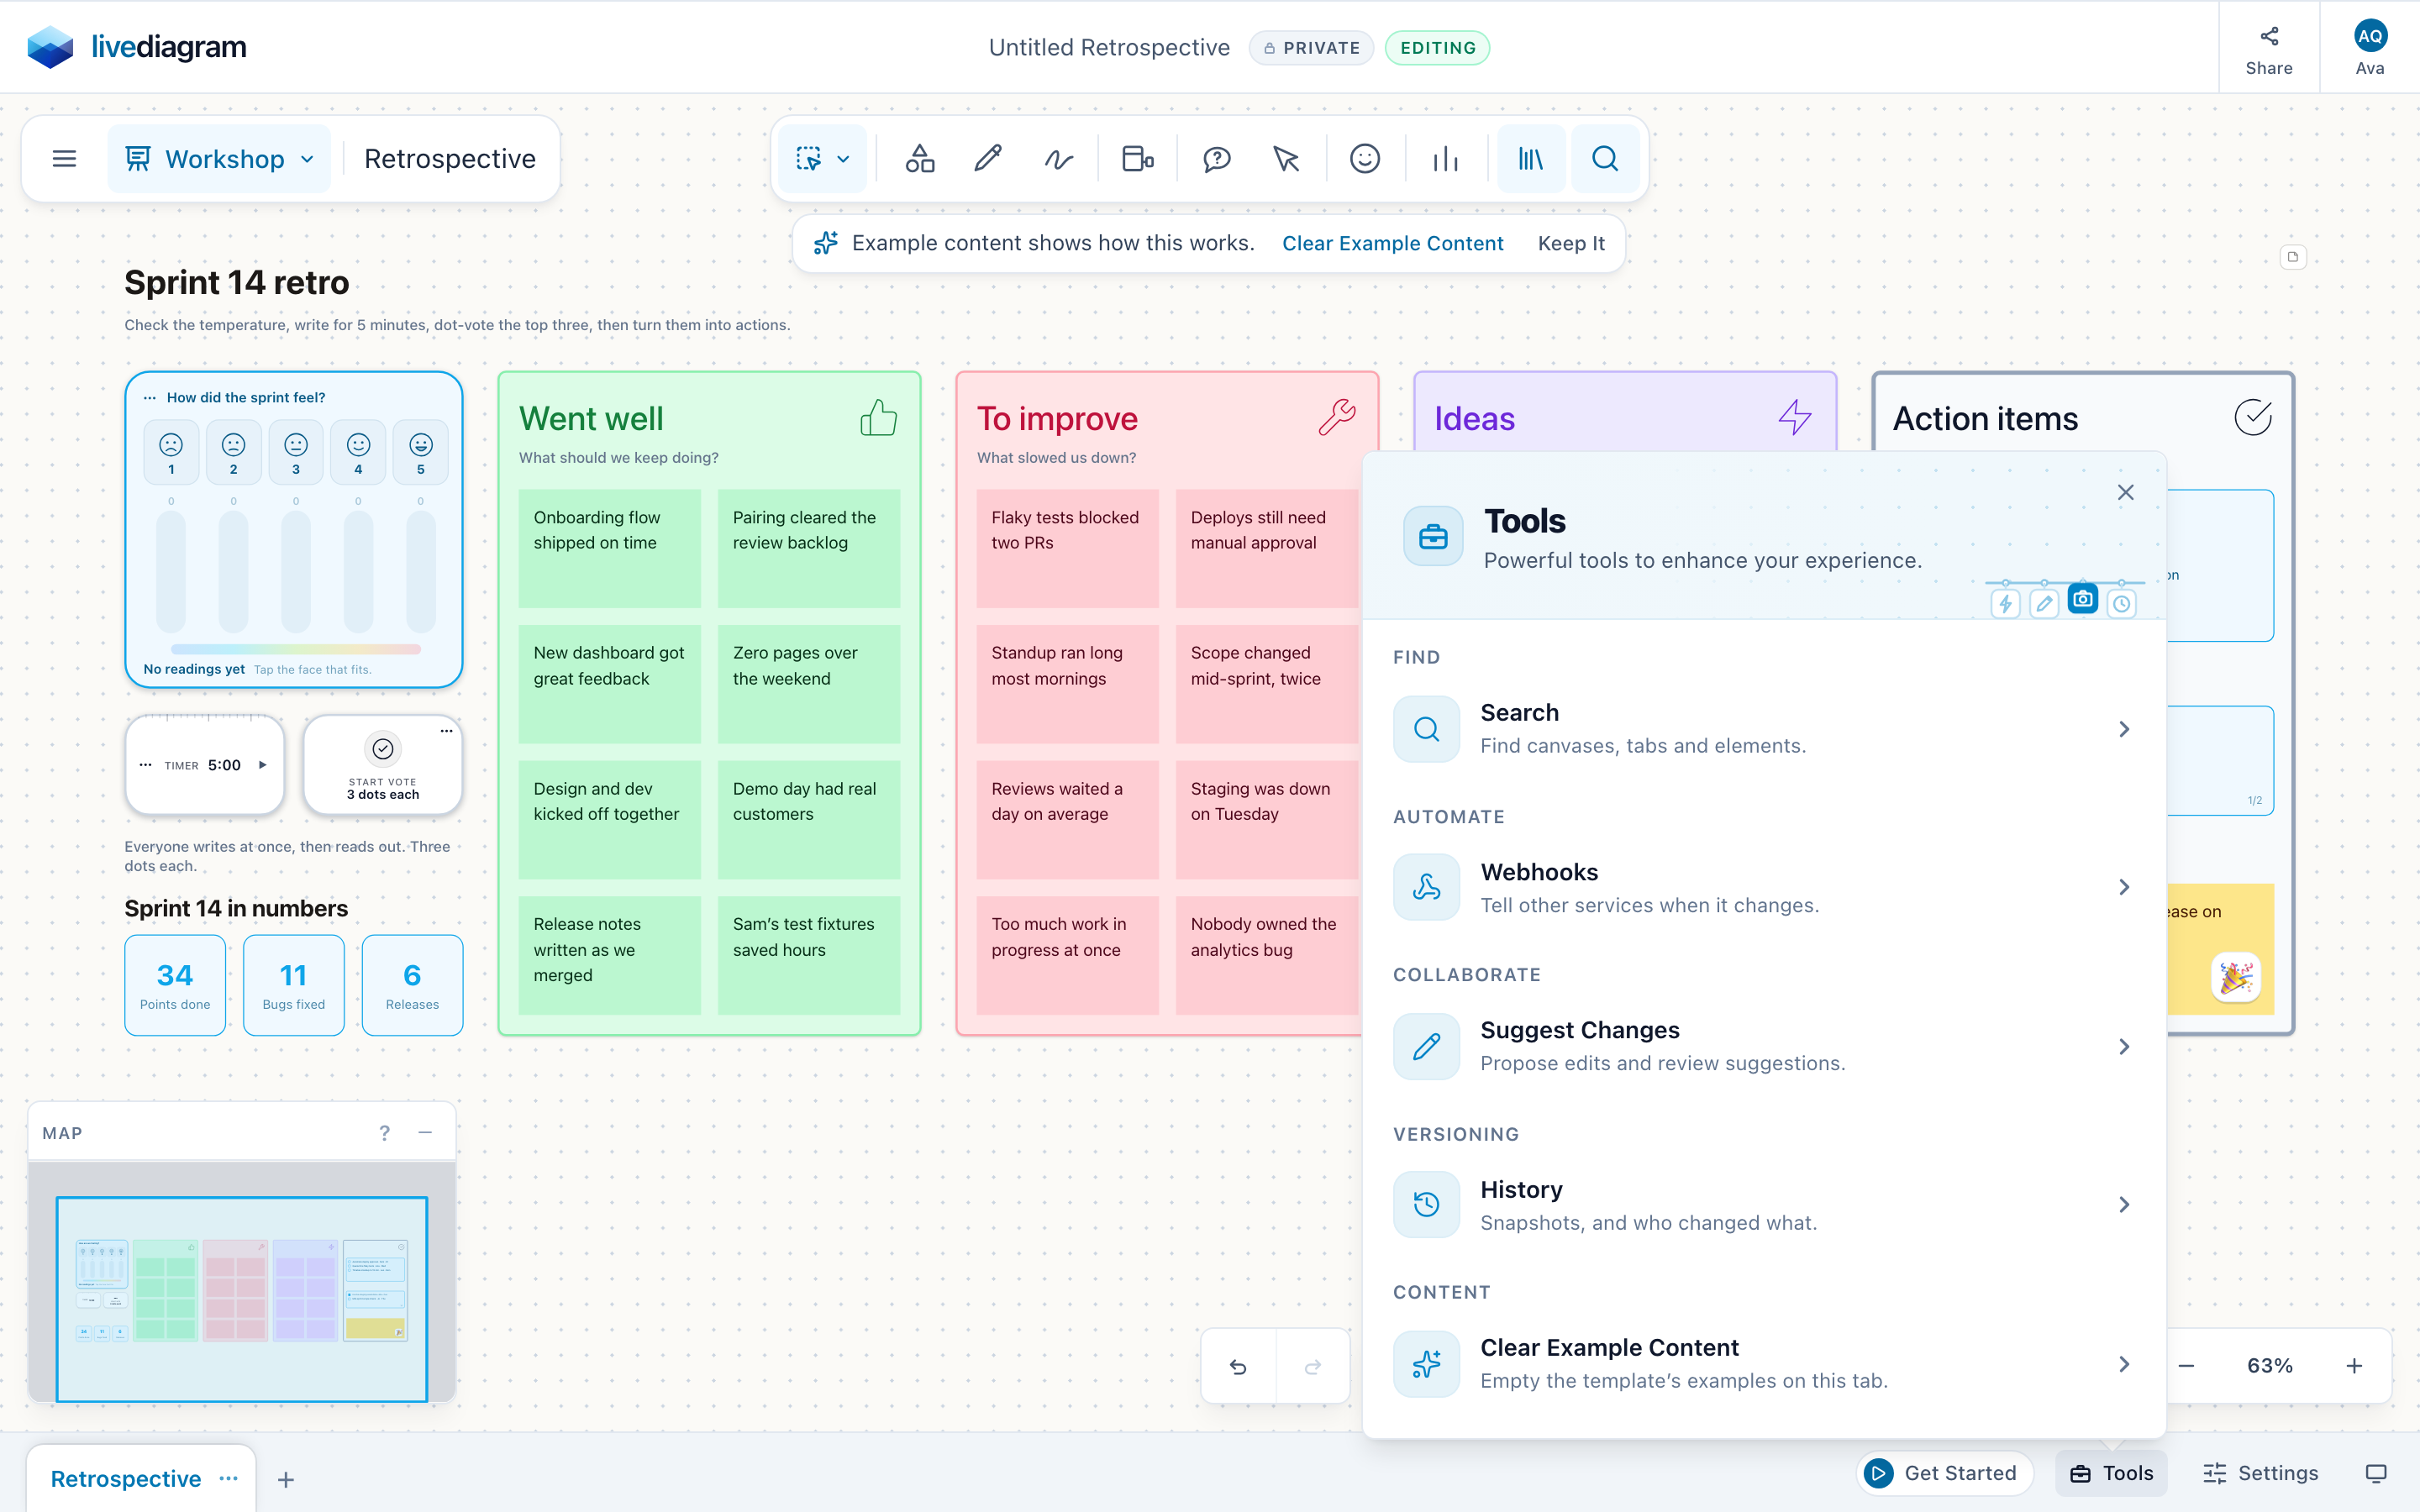 livediagram
Untitled Retrospective
PRIVATE
EDITING
Share
AQ
Ava
Workshop
Retrospective
Example content shows how this works.
Clear Example Content
Keep It
Sprint 14 retro
Check the temperature, write for 5 minutes, dot-vote the top three, then turn them into actions.
How did the sprint feel?
1 2 3 4 5
0 0 0 0 0
No readings yet
Tap the face that fits.
TIMER 5:00
START VOTE
3 dots each
Everyone writes at once, then reads out. Three
dots each.
Sprint 14 in numbers
34
Points done
11
Bugs fixed
6
Releases
Went well
What should we keep doing?
Onboarding flow
shipped on time
Pairing cleared the
review backlog
New dashboard got
great feedback
Zero pages over
the weekend
Design and dev
kicked off together
Demo day had real
customers
Release notes
written as we
merged
Sam's test fixtures
saved hours
To improve
What slowed us down?
Flaky tests blocked
two PRs
Deploys still need
manual approval
Standup ran long
most mornings
Scope changed
mid-sprint, twice
Reviews waited a
day on average
Staging was down
on Tuesday
Too much work in
progress at once
Nobody owned the
analytics bug
Ideas
Action items
1/2
on
Tools
Powerful tools to enhance your experience.
FIND
Search
Find canvases, tabs and elements.
AUTOMATE
Webhooks
Tell other services when it changes.
COLLABORATE
Suggest Changes
Propose edits and review suggestions.
VERSIONING
History
Snapshots, and who changed what.
CONTENT
Clear Example Content
Empty the template's examples on this tab.
MAP
?
63%
Retrospective
Get Started
Tools
Settings